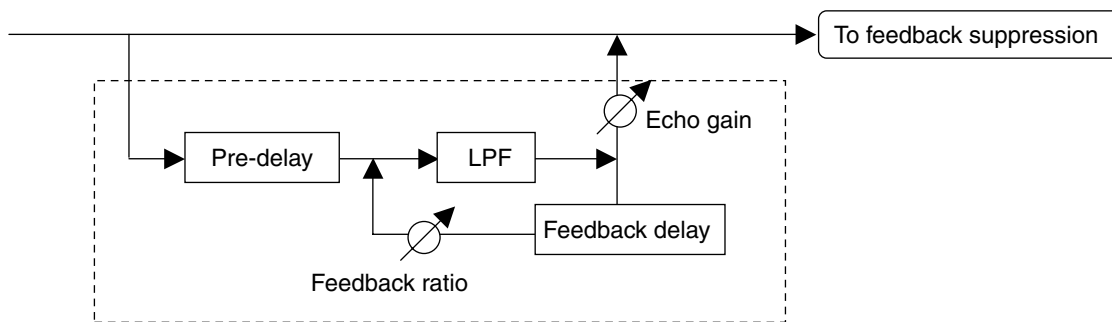 To feedback suppression
Echo gain
Pre-delay
LPF
Feedback delay
Feedback ratio